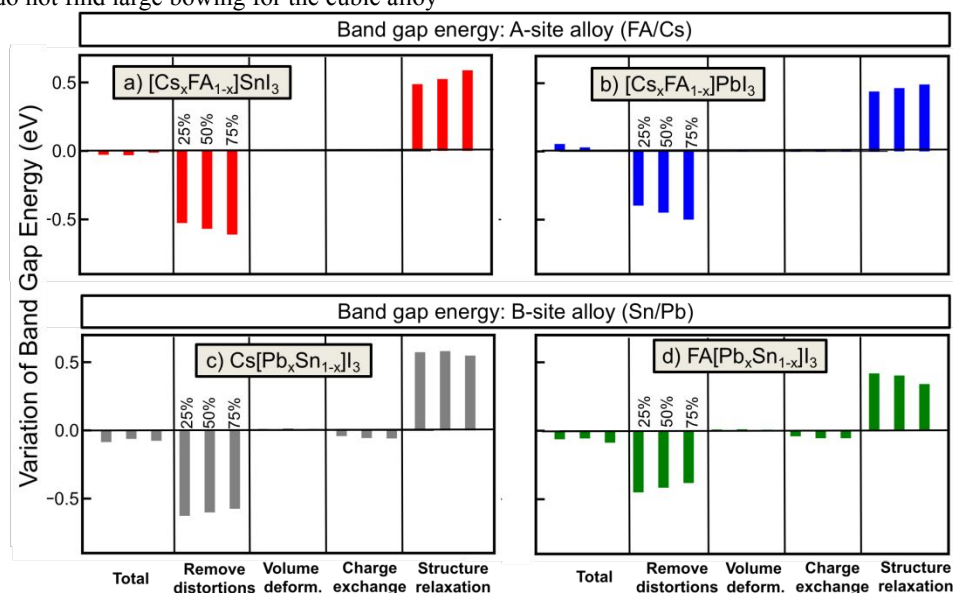 do not find large bowing for the cubic alloy
Band gap energy: A-site alloy (FA/Cs)
Variation of Band Gap Energy (eV)
a) [CsxFA1-x]SnI3
b) [CsxFA1-x]PbI3
0.5
0.0
-0.5
25%
50%
75%
25%
50%
75%
Band gap energy: B-site alloy (Sn/Pb)
c) Cs[PbxSn1-x]I3
d) FA[PbxSn1-x]I3
0.5
0.0
-0.5
25%
50%
75%
25%
50%
75%
Total
Remove
distortions
Volume
deform.
Charge
exchange
Structure
relaxation
Total
Remove
distortions
Volume
deform.
Charge
exchange
Structure
relaxation